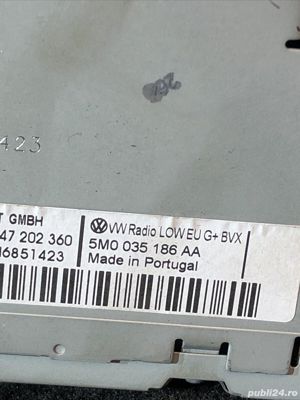 423
T GMBH
47 202 360
6851423
VW Radio LOW EU G+ BVX
5M0 035 186 AA
Made in Portugal
publi24.ro